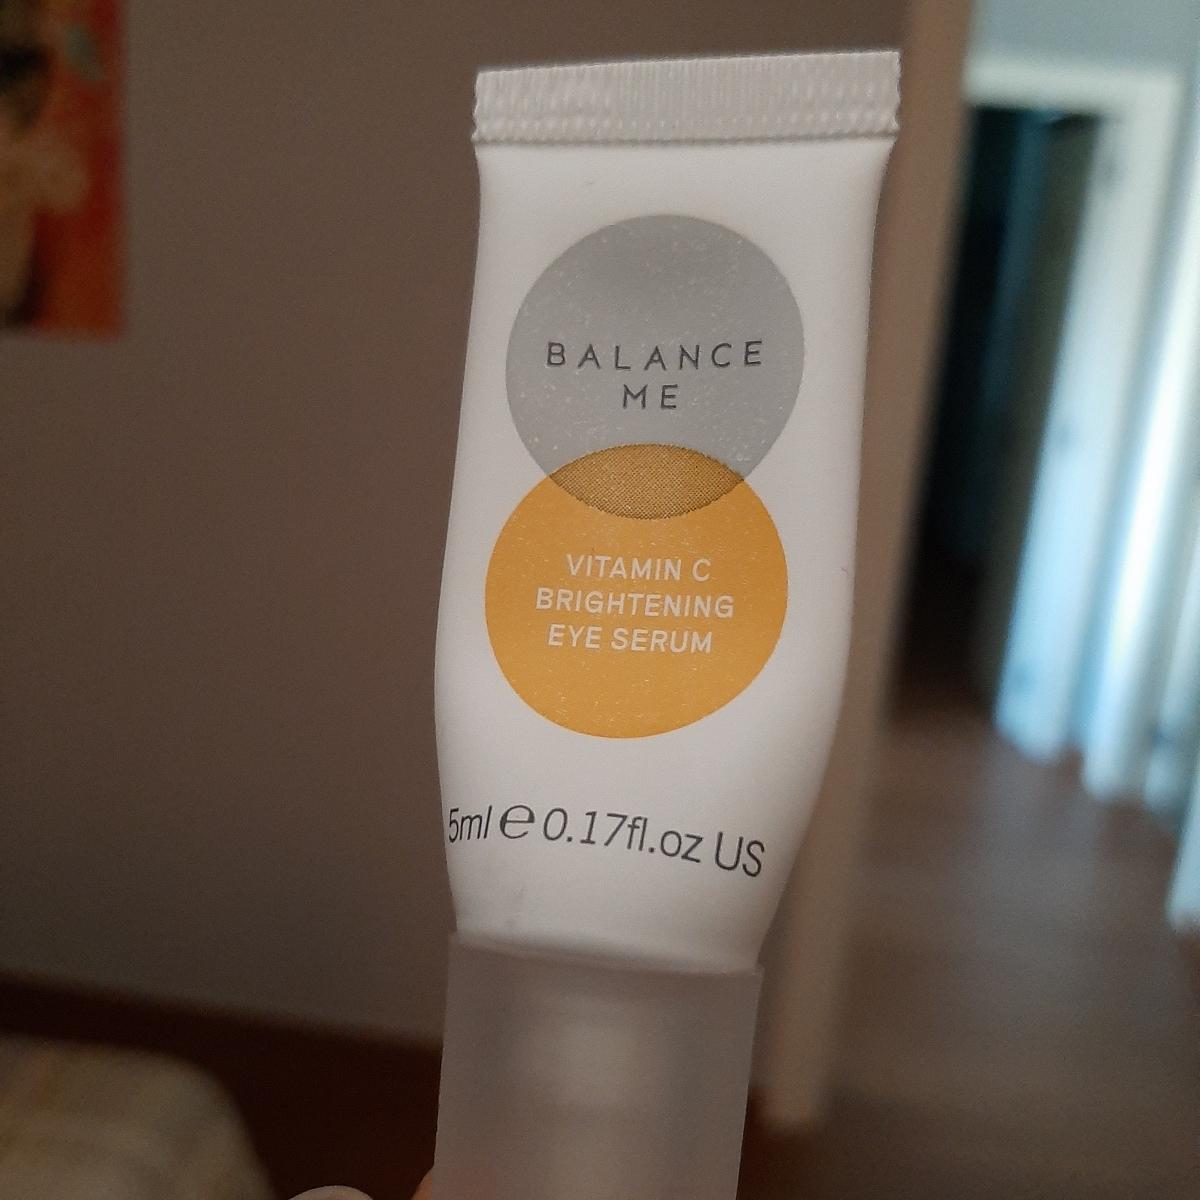 BALANCE
ME
VITAMIN C
BRIGHTENING
EYE SERUM
5ml ℮ 0.17fl.oz US